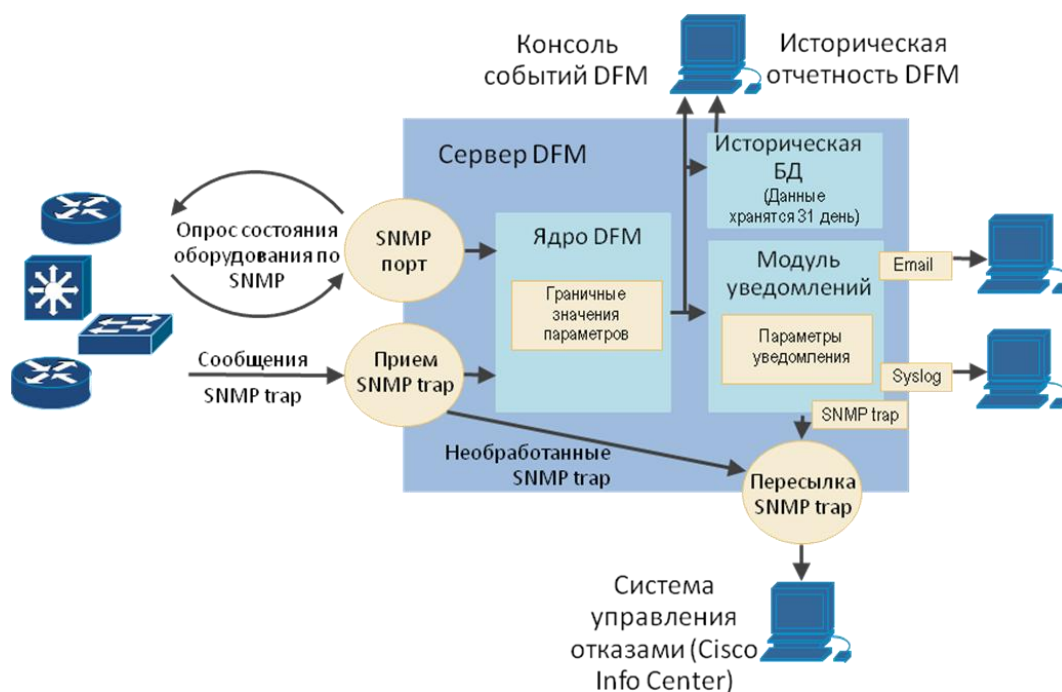 Консоль
событий DFM
Историческая
отчетность DFM
Сервер DFM
Историческая
БД
(Данные
хранятся 31 день)
Опрос состояния
оборудования по
SNMP
SNMP
порт
Ядро DFM
Граничные
значения
параметров
Модуль
уведомлений
Параметры
уведомления
Email
Syslog
SNMP trap
Сообщения
SNMP trap
Прием
SNMP trap
Необработанные
SNMP trap
Пересылка
SNMP trap
Система
управления
отказами (Cisco
Info Center)